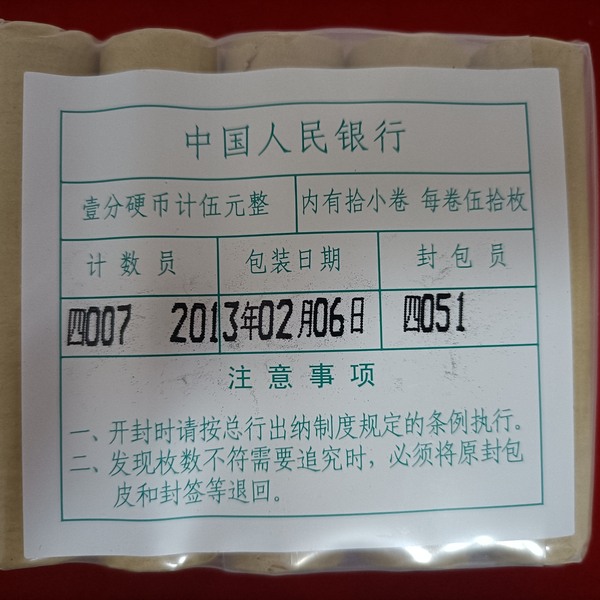 中国人民银行
壹分硬币计伍元整 内有拾小卷 每卷伍拾枚
计数员 包装日期 封包员
四007 2013年02月06日 四051
注意事项
一、开封时请按总行出纳制度规定的条例执行。
二、发现枚数不符需要追究时，必须将原封包
皮和封签等退回。